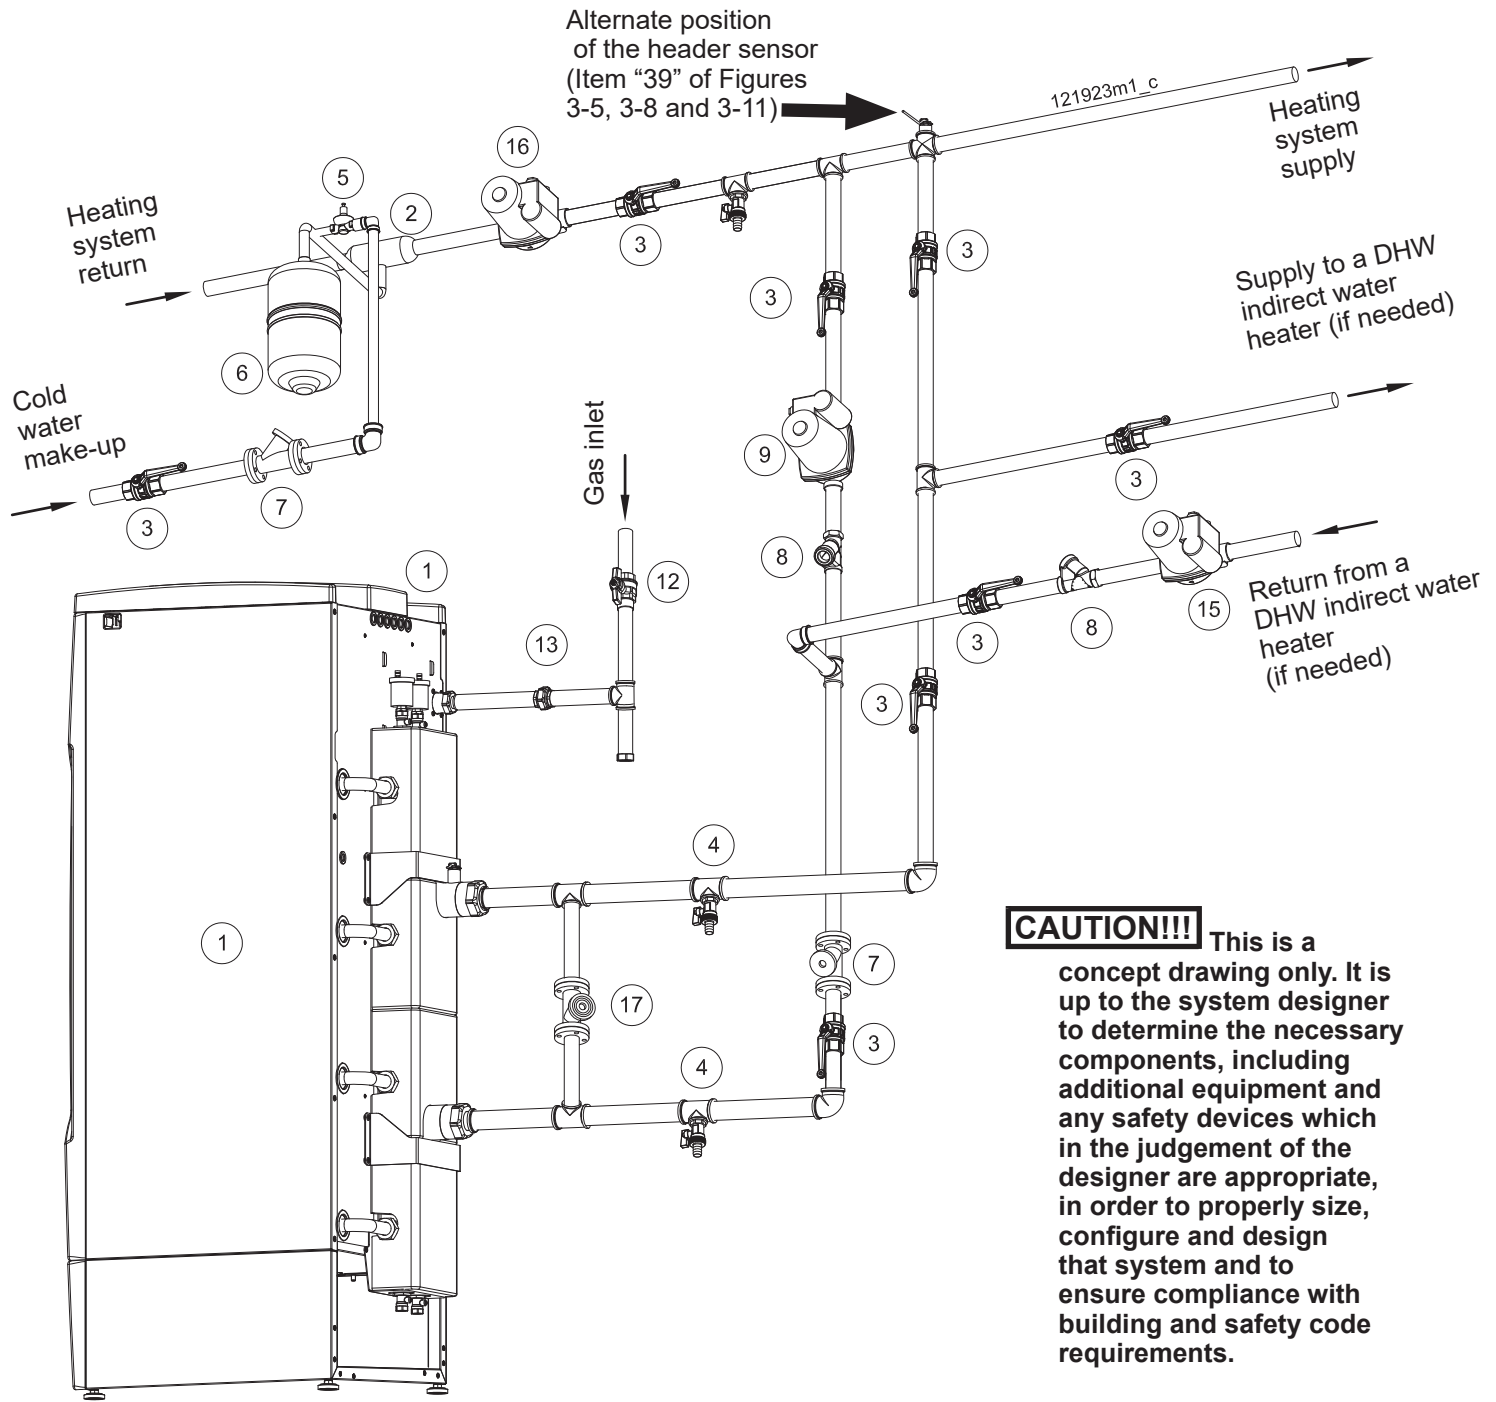 Alternate position
of the header sensor
(Item “39” of Figures
3-5, 3-8 and 3-11)
121923m1_c
Heating
system
supply
16
5
2
Heating
system
return
3
3
3
Supply to a DHW
indirect water
heater (if needed)
6
Cold
water
make-up
Gas inlet
9
3
7
3
8
12
1
15
Return from a
DHW indirect water
heater
(if needed)
8
3
13
3
4
1
7
17
3
4
CAUTION!!! This is a
concept drawing only. It is
up to the system designer
to determine the necessary
components, including
additional equipment and
any safety devices which
in the judgement of the
designer are appropriate,
in order to properly size,
configure and design
that system and to
ensure compliance with
building and safety code
requirements.